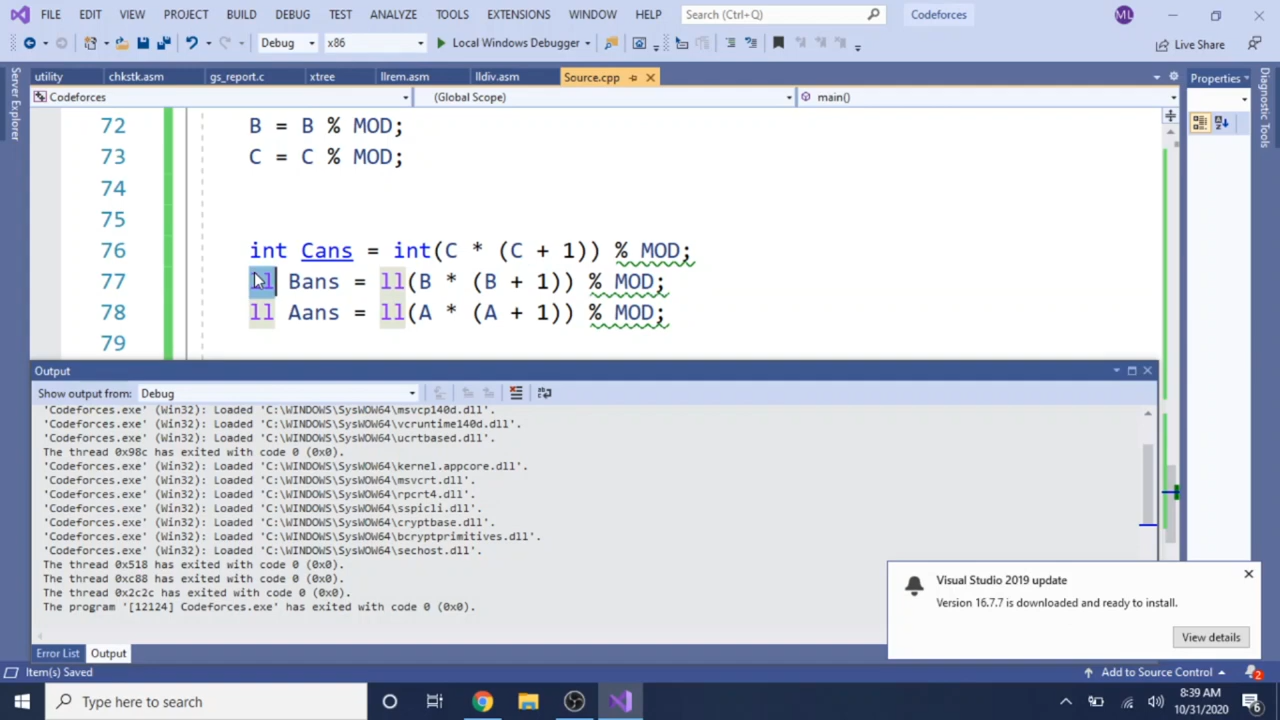 FILE EDIT VIEW PROJECT BUILD DEBUG TEST ANALYZE TOOLS EXTENSIONS WINDOW HELP Search (Ctrl+Q) Codeforces ML
Debug x86 Local Windows Debugger Live Share
utility chkstk.asm gs_report.c xtree llrem.asm lldiv.asm Source.cpp Properties
Codeforces (Global Scope) main()
Server Explorer
Diagnostic Tools
72 B = B % MOD;
73 C = C % MOD;
74
75
76 int Cans = int(C * (C + 1)) % MOD;
77 ll Bans = ll(B * (B + 1)) % MOD;
78 ll Aans = ll(A * (A + 1)) % MOD;
79
Output
Show output from: Debug
'Codeforces.exe' (Win32): Loaded 'C:\WINDOWS\SysWOW64\msvcp140d.dll'.
'Codeforces.exe' (Win32): Loaded 'C:\WINDOWS\SysWOW64\vcruntime140d.dll'.
'Codeforces.exe' (Win32): Loaded 'C:\WINDOWS\SysWOW64\ucrtbased.dll'.
The thread 0x98c has exited with code 0 (0x0).
'Codeforces.exe' (Win32): Loaded 'C:\WINDOWS\SysWOW64\kernel.appcore.dll'.
'Codeforces.exe' (Win32): Loaded 'C:\WINDOWS\SysWOW64\msvcrt.dll'.
'Codeforces.exe' (Win32): Loaded 'C:\WINDOWS\SysWOW64\rpcrt4.dll'.
'Codeforces.exe' (Win32): Loaded 'C:\WINDOWS\SysWOW64\sspicli.dll'.
'Codeforces.exe' (Win32): Loaded 'C:\WINDOWS\SysWOW64\cryptbase.dll'.
'Codeforces.exe' (Win32): Loaded 'C:\WINDOWS\SysWOW64\bcryptprimitives.dll'.
'Codeforces.exe' (Win32): Loaded 'C:\WINDOWS\SysWOW64\sechost.dll'.
The thread 0x518 has exited with code 0 (0x0).
The thread 0xc88 has exited with code 0 (0x0).
The thread 0x2c2c has exited with code 0 (0x0).
The program '[12124] Codeforces.exe' has exited with code 0 (0x0).
Visual Studio 2019 update
Version 16.7.7 is downloaded and ready to install.
View details
Error List Output
Item(s) Saved Add to Source Control 2
Type here to search
8:39 AM
10/31/2020
6